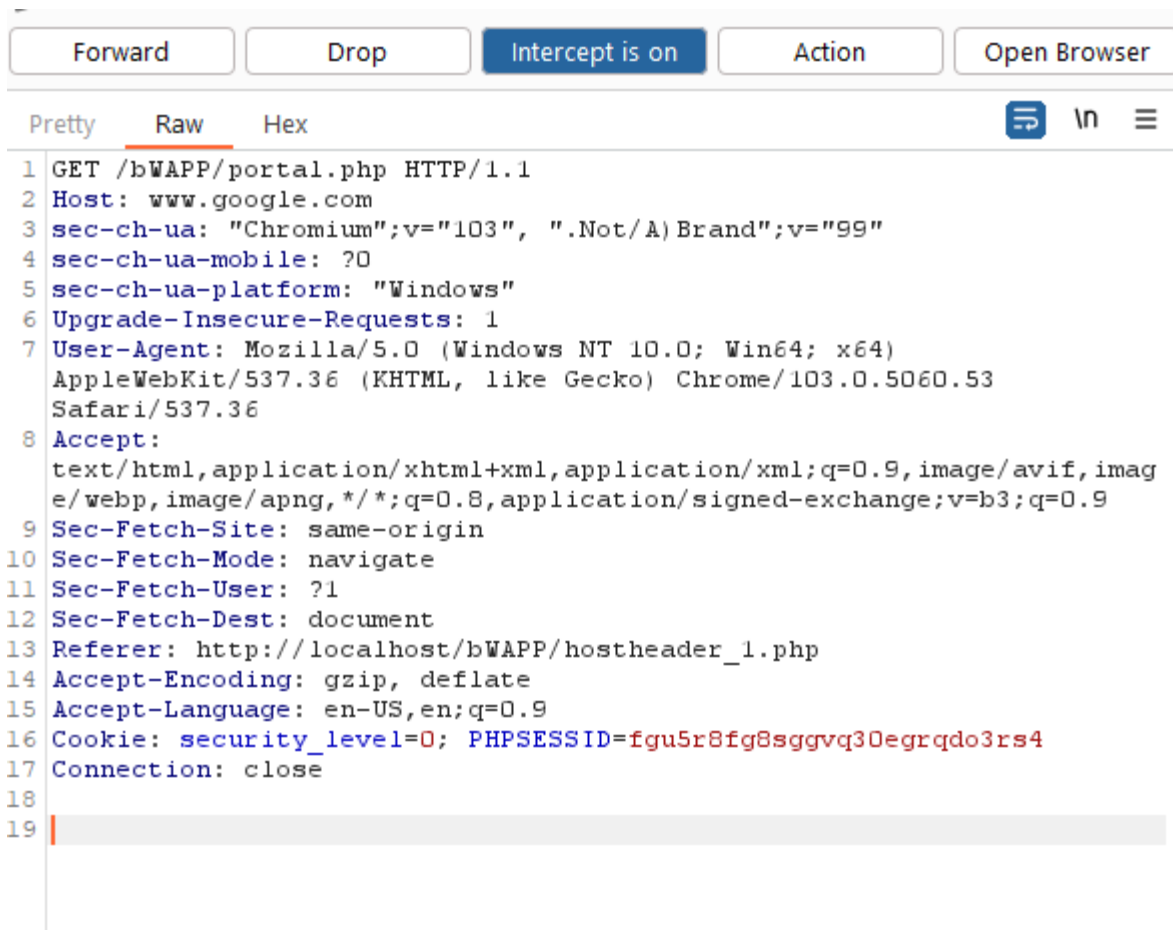 Forward Drop Intercept is on Action Open Browser
Pretty Raw Hex \n
1 GET /bWAPP/portal.php HTTP/1.1
2 Host: www.google.com
3 sec-ch-ua: "Chromium";v="103", ".Not/A)Brand";v="99"
4 sec-ch-ua-mobile: ?0
5 sec-ch-ua-platform: "Windows"
6 Upgrade-Insecure-Requests: 1
7 User-Agent: Mozilla/5.0 (Windows NT 10.0; Win64; x64)
AppleWebKit/537.36 (KHTML, like Gecko) Chrome/103.0.5060.53
Safari/537.36
8 Accept:
text/html,application/xhtml+xml,application/xml;q=0.9,image/avif,imag
e/webp,image/apng,*/*;q=0.8,application/signed-exchange;v=b3;q=0.9
9 Sec-Fetch-Site: same-origin
10 Sec-Fetch-Mode: navigate
11 Sec-Fetch-User: ?1
12 Sec-Fetch-Dest: document
13 Referer: http://localhost/bWAPP/hostheader_1.php
14 Accept-Encoding: gzip, deflate
15 Accept-Language: en-US,en;q=0.9
16 Cookie: security_level=0; PHPSESSID=fgu5r8fg8sggvq30egrqdo3rs4
17 Connection: close
18
19